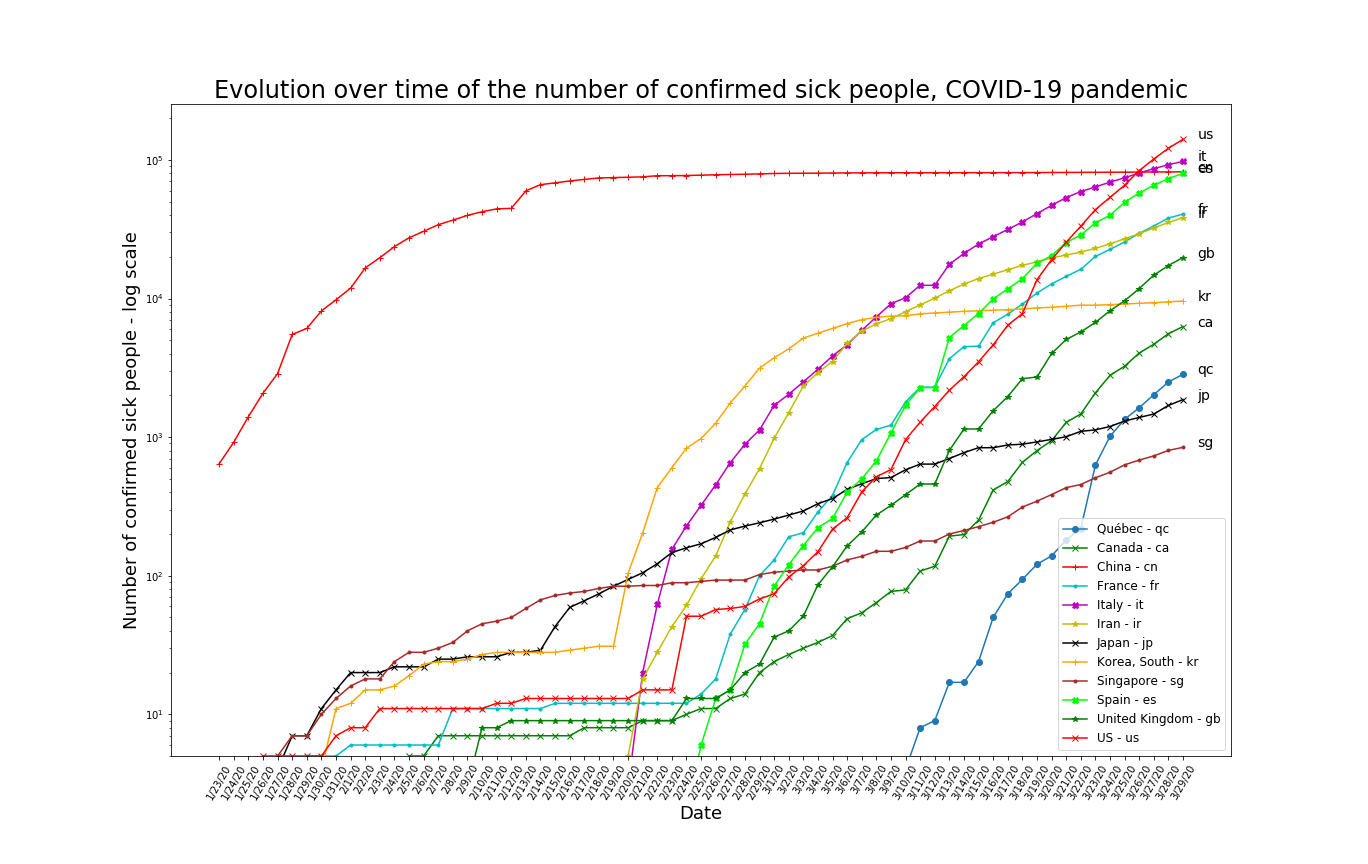 Evolution over time of the number of confirmed sick people, COVID-19 pandemic
Number of confirmed sick people - log scale
10^5
10^4
10^3
10^2
10^1
us
it
cn
es
fr
ir
gb
kr
ca
qc
jp
sg
Québec - qc
Canada - ca
China - cn
France - fr
Italy - it
Iran - ir
Japan - jp
Korea, South - kr
Singapore - sg
Spain - es
United Kingdom - gb
US - us
1/23/20
1/24/20
1/25/20
1/26/20
1/27/20
1/28/20
1/29/20
1/30/20
1/31/20
2/1/20
2/2/20
2/3/20
2/4/20
2/5/20
2/6/20
2/7/20
2/8/20
2/9/20
2/10/20
2/11/20
2/12/20
2/13/20
2/14/20
2/15/20
2/16/20
2/17/20
2/18/20
2/19/20
2/20/20
2/21/20
2/22/20
2/23/20
2/24/20
2/25/20
2/26/20
2/27/20
2/28/20
2/29/20
3/1/20
3/2/20
3/3/20
3/4/20
3/5/20
3/6/20
3/7/20
3/8/20
3/9/20
3/10/20
3/11/20
3/12/20
3/13/20
3/14/20
3/15/20
3/16/20
3/17/20
3/18/20
3/19/20
3/20/20
3/21/20
3/22/20
3/23/20
3/24/20
3/25/20
3/26/20
3/27/20
3/28/20
3/29/20
Date